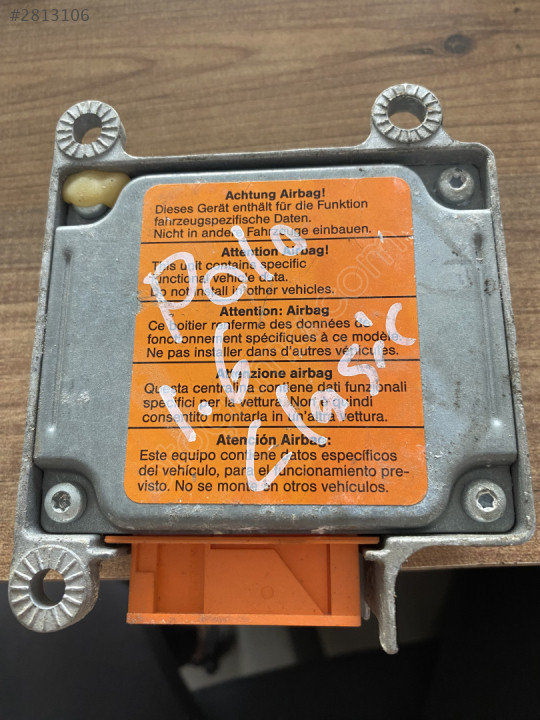 #2813106
Achtung Airbag!
Dieses Gerät enthält für die Funktion
fahrzeugspezifische Daten.
Nicht in andere Fahrzeuge einbauen.
Attention Airbag!
This unit contains specific
functional vehicle data.
Do not install in other vehicles.
Attention: Airbag
Ce boitier renferme des données de
fonctionnement spécifiques à ce modèle.
Ne pas installer dans d'autres véhicules.
Attenzione airbag
Questa centralina contiene dati funzionali
specifici per la vettura. Non quindi
consentito montarla in un'altra vettura.
Atención Airbag:
Este equipo contiene datos específicos
del vehículo, para el funcionamiento pre-
visto. No se monta en otros vehículos.
Polo
1.6
Clasic